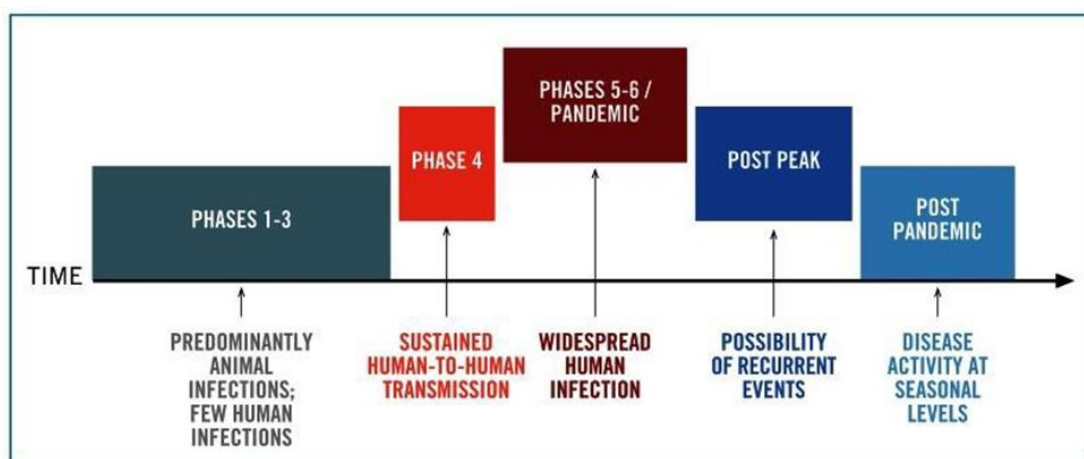 PHASES 5-6 /
PANDEMIC
PHASE 4
POST PEAK
PHASES 1-3
POST
PANDEMIC
TIME
PREDOMINANTLY
ANIMAL
INFECTIONS;
FEW HUMAN
INFECTIONS
SUSTAINED
HUMAN-TO-HUMAN
TRANSMISSION
WIDESPREAD
HUMAN
INFECTION
POSSIBILITY
OF RECURRENT
EVENTS
DISEASE
ACTIVITY AT
SEASONAL
LEVELS